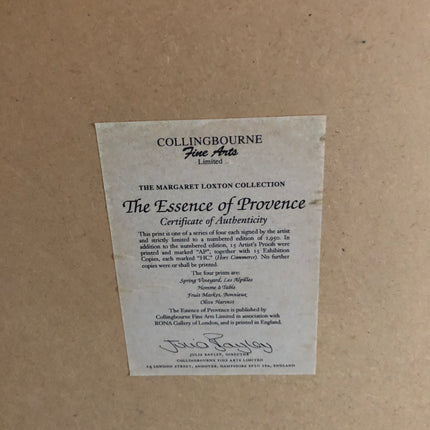 COLLINGBOURNE
Fine Arts
Limited
THE MARGARET LOXTON COLLECTION
The Essence of Provence
Certificate of Authenticity
This print is one of a series of four each signed by the artist
and strictly limited to a numbered edition of 1,950. In
addition to the numbered edition, 15 Artist's Proofs were
printed and marked "AP", together with 15 Exhibition
Copies, each marked "HC" (Hors Commerce). No further
copies were or shall be printed.
The four prints are:
Spring Vineyard, Les Alpilles
Homme à Table
Fruit Market, Bonnieux
Olive Harvest
The Essence of Provence is published by
Collingbourne Fine Arts Limited in association with
RONA Gallery of London, and is printed in England.
JULIA BAYLEY, DIRECTOR
COLLINGBOURNE FINE ARTS LIMITED
LONDON STREET, ANDOVER, HAMPSHIRE SP10 ENGLAND